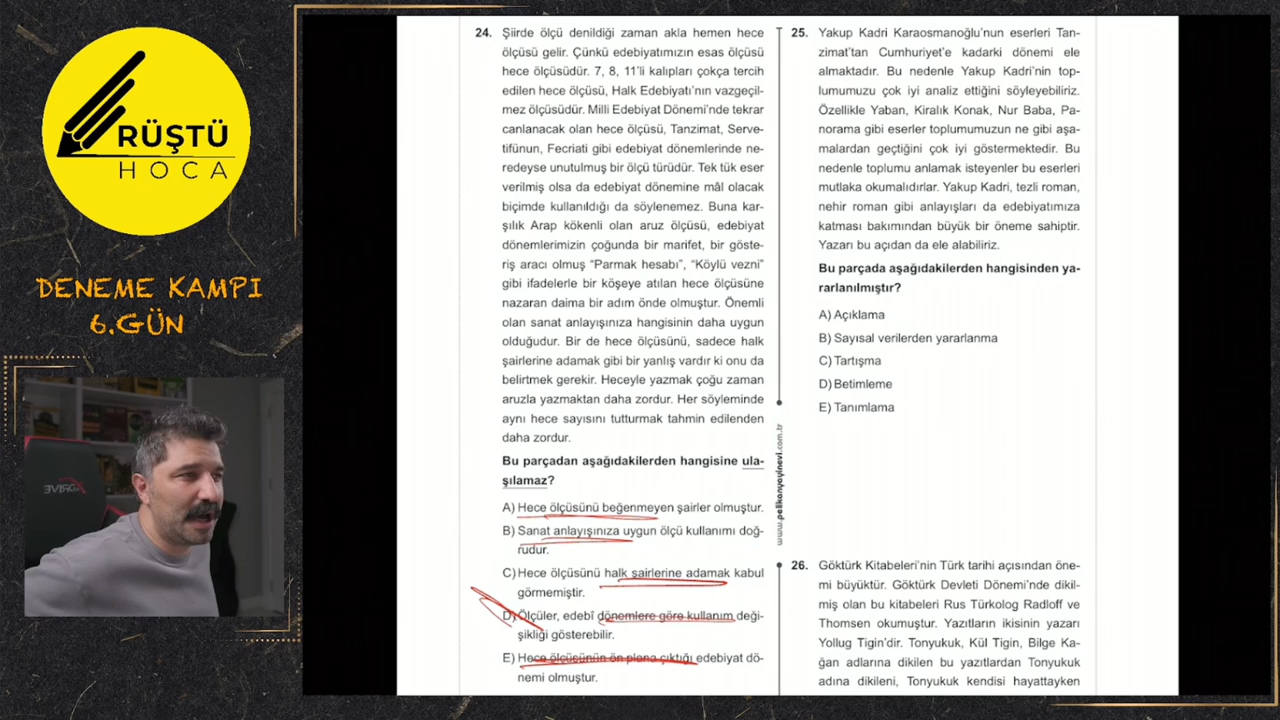 RÜŞTÜ
HOCA
DENEME KAMPI
6.GÜN
24. Şiirde ölçü denildiği zaman akla hemen hece
ölçüsü gelir. Çünkü edebiyatımızın esas ölçüsü
hece ölçüsüdür. 7, 8, 11'li kalıpları çokça tercih
edilen hece ölçüsü, Halk Edebiyatı'nın vazgeçil-
mez ölçüsüdür. Milli Edebiyat Dönemi'nde tekrar
canlanacak olan hece ölçüsü, Tanzimat, Serve-
tifünun, Fecriati gibi edebiyat dönemlerinde ne-
redeyse unutulmuş bir ölçü türüdür. Tek tük eser
verilmiş olsa da edebiyat dönemine mâl olacak
biçimde kullanıldığı da söylenemez. Buna kar-
şılık Arap kökenli olan aruz ölçüsü, edebiyat
dönemlerimizin çoğunda bir marifet, bir göste-
riş aracı olmuş "Parmak hesabı", "Köylü vezni"
gibi ifadelerle bir köşeye atılan hece ölçüsüne
nazaran daima bir adım önde olmuştur. Önemli
olan sanat anlayışınıza hangisinin daha uygun
olduğudur. Bir de hece ölçüsünü, sadece halk
şairlerine adamak gibi bir yanlış vardır ki onu da
belirtmek gerekir. Heceyle yazmak çoğu zaman
aruzla yazmaktan daha zordur. Her söyleminde
aynı hece sayısını tutturmak tahmin edilenden
daha zordur.
Bu parçadan aşağıdakilerden hangisine ula-
şılamaz?
A) Hece ölçüsünü beğenmeyen şairler olmuştur.
B) Sanat anlayışınıza uygun ölçü kullanımı doğ-
rudur.
C) Hece ölçüsünü halk şairlerine adamak kabul
görmemiştir.
D) Ölçüler, edebî dönemlere göre kullanım deği-
şikliği gösterebilir.
E) Hece ölçüsünün ön plana çıktığı edebiyat dö-
nemi olmuştur.
www.pelikanyayinevi.com.tr
25. Yakup Kadri Karaosmanoğlu'nun eserleri Tan-
zimat'tan Cumhuriyet'e kadarki dönemi ele
almaktadır. Bu nedenle Yakup Kadri'nin top-
lumumuzu çok iyi analiz ettiğini söyleyebiliriz.
Özellikle Yaban, Kiralık Konak, Nur Baba, Pa-
norama gibi eserler toplumumuzun ne gibi aşa-
malardan geçtiğini çok iyi göstermektedir. Bu
nedenle toplumu anlamak isteyenler bu eserleri
mutlaka okumalıdırlar. Yakup Kadri, tezli roman,
nehir roman gibi anlayışları da edebiyatımıza
katması bakımından büyük bir öneme sahiptir.
Yazarı bu açıdan da ele alabiliriz.
Bu parçada aşağıdakilerden hangisinden ya-
rarlanılmıştır?
A) Açıklama
B) Sayısal verilerden yararlanma
C) Tartışma
D) Betimleme
E) Tanımlama
26. Göktürk Kitabeleri'nin Türk tarihi açısından öne-
mi büyüktür. Göktürk Devleti Dönemi'nde dikil-
miş olan bu kitabeleri Rus Türkolog Radloff ve
Thomsen okumuştur. Yazıtların ikisinin yazarı
Yollug Tigin'dir. Tonyukuk, Kül Tigin, Bilge Ka-
ğan adlarına dikilen bu yazıtlardan Tonyukuk
adına dikileni, Tonyukuk kendisi hayattayken